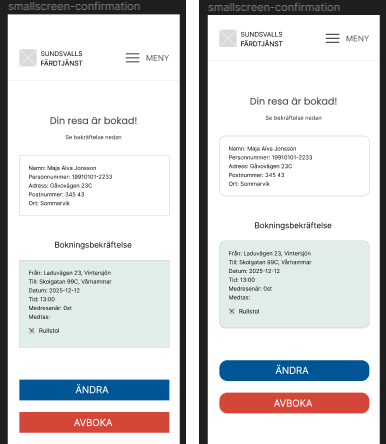 smallscreen-confirmation
SUNDSVALLS
FÄRDTJÄNST
MENY
Din resa är bokad!
Se bekräftelse nedan
Namn: Maja Alva Jonsson
Personnummer: 19910101-2233
Adress: Gåvovägen 23C
Postnummer: 345 43
Ort: Sommarvik
Bokningsbekräftelse
Från: Laduvägen 23, Vintersjön
Till: Skolgatan 99C, Vårhammar
Datum: 2025-12-12
Tid: 13:00
Medresenär: 0st
Medtas:
Rullstol
ÄNDRA
AVBOKA
smallscreen-confirmation
SUNDSVALLS
FÄRDTJÄNST
MENY
Din resa är bokad!
Se bekräftelse nedan
Namn: Maja Alva Jonsson
Personnummer: 19910101-2233
Adress: Gåvovägen 23C
Postnummer: 345 43
Ort: Sommarvik
Bokningsbekräftelse
Från: Laduvägen 23, Vintersjön
Till: Skolgatan 99C, Vårhammar
Datum: 2025-12-12
Tid: 13:00
Medresenär: 0st
Medtas:
Rullstol
ÄNDRA
AVBOKA